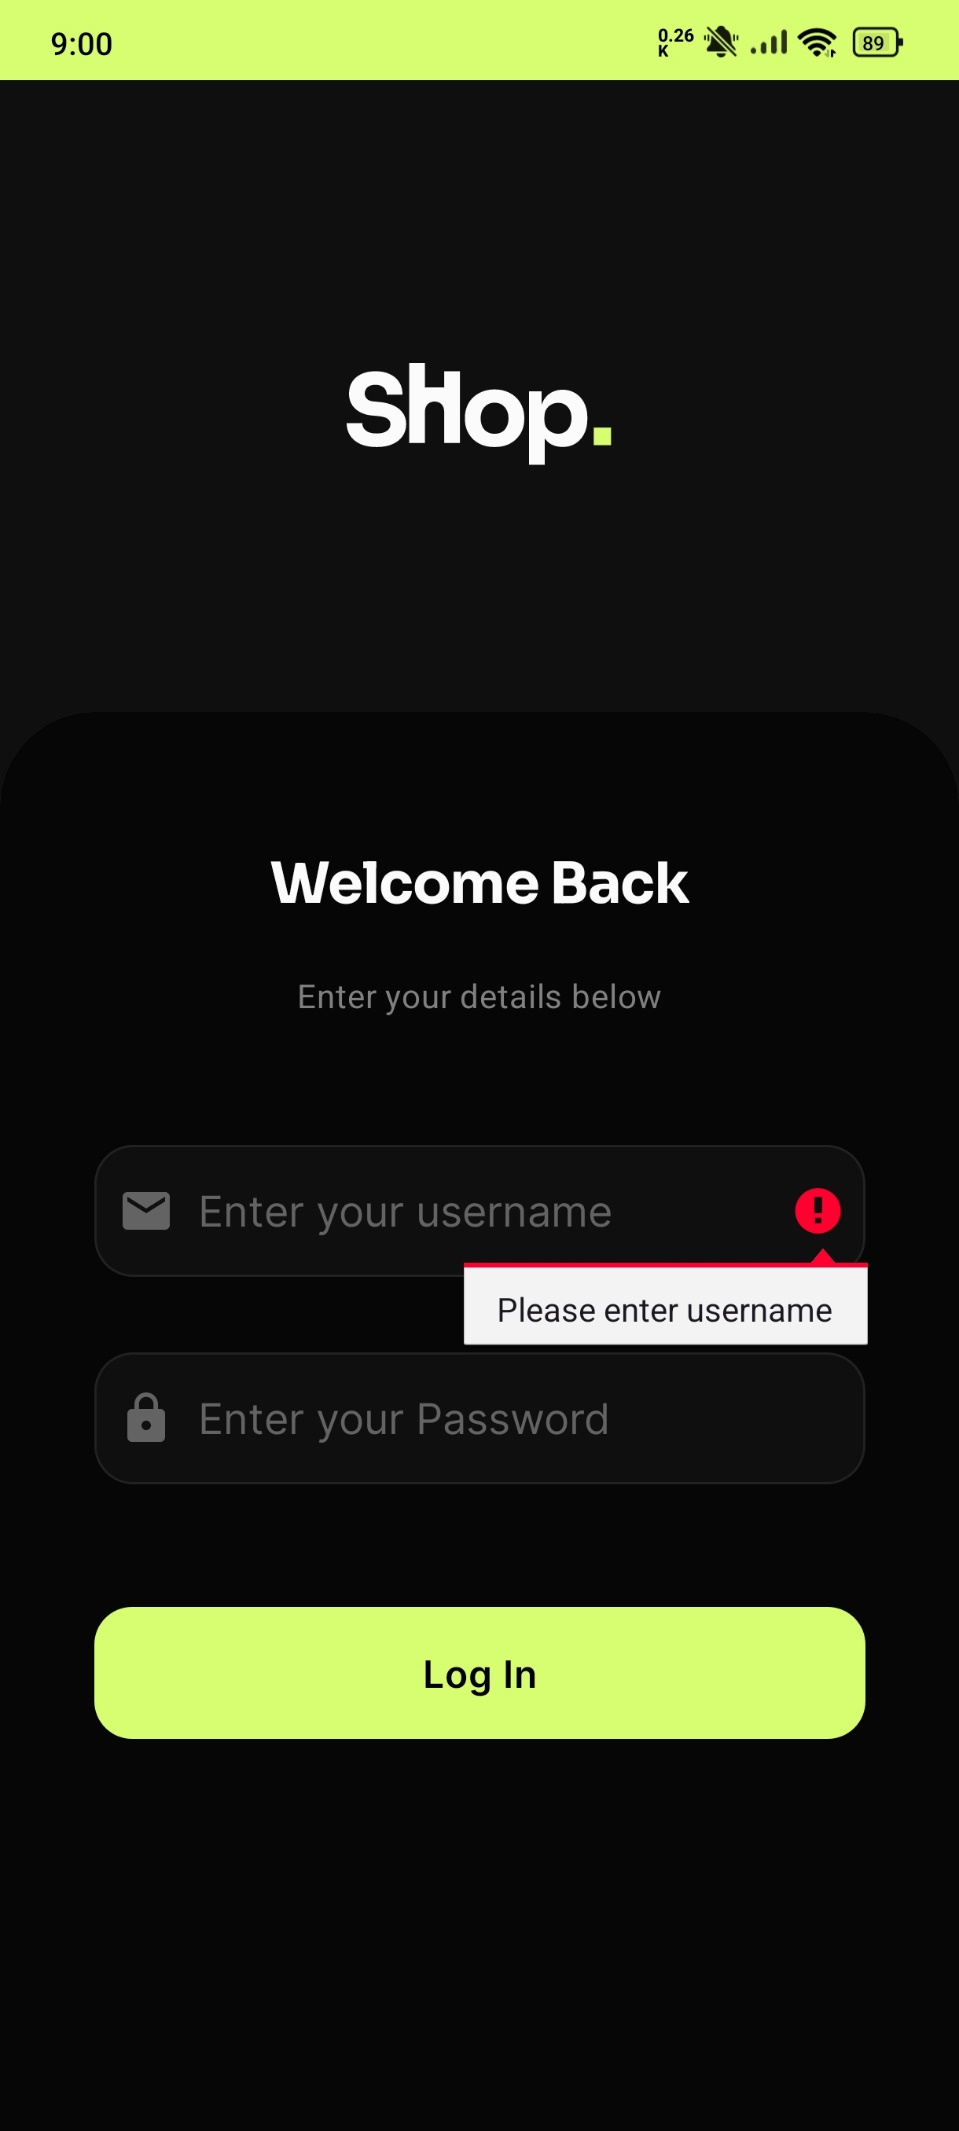 9:00
0.26
K
89
SHop.
Welcome Back
Enter your details below
Enter your username
Please enter username
Enter your Password
Log In